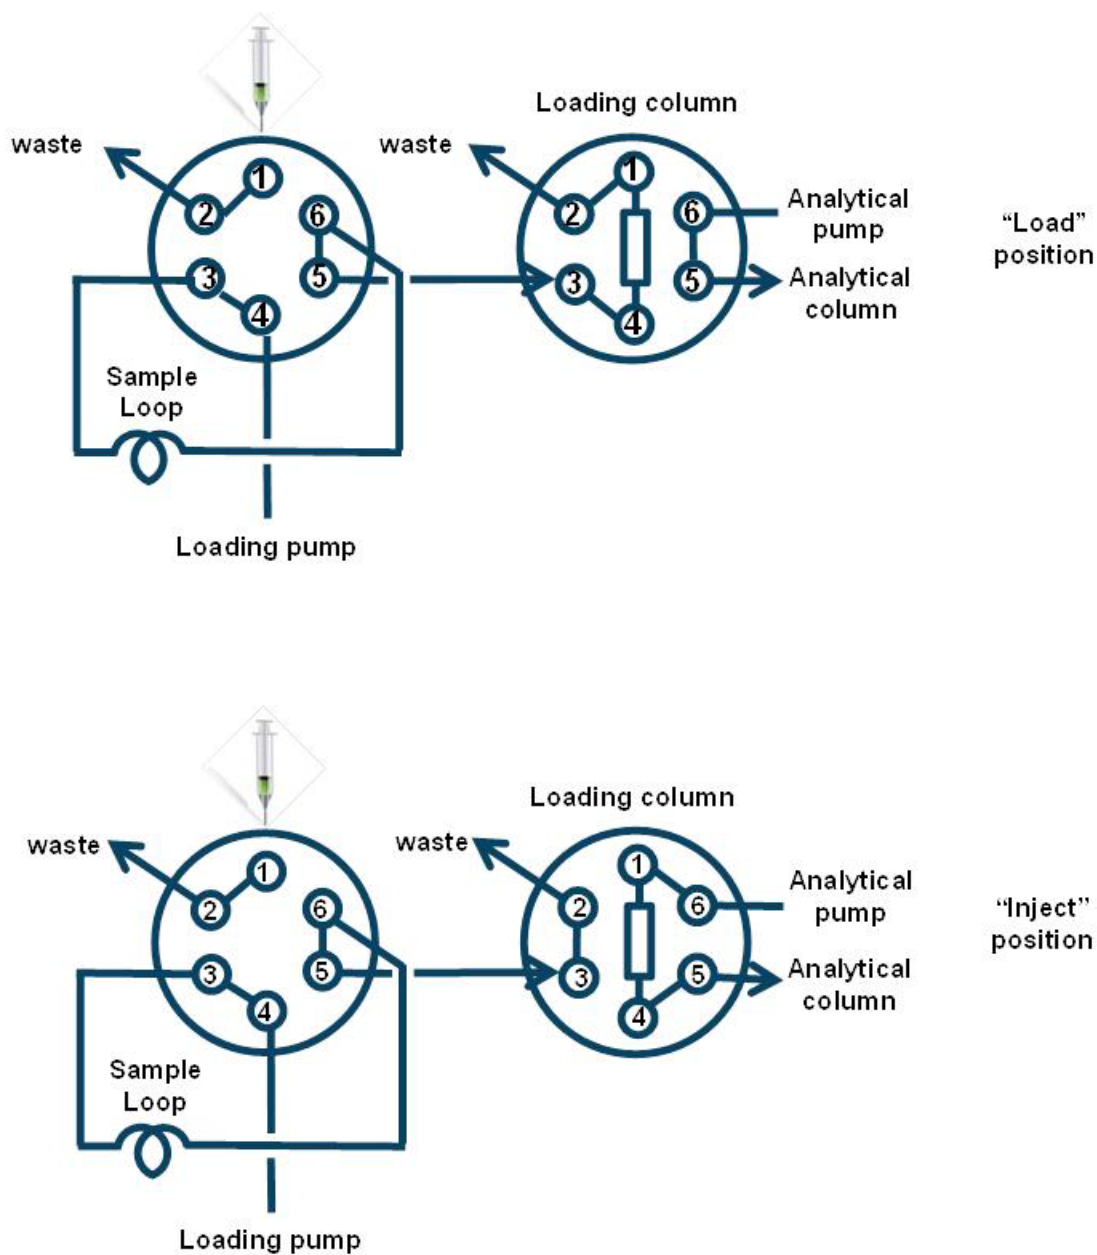 Loading column
waste
waste
1
2
3
4
5
6
1
2
3
4
5
6
Analytical
pump
Analytical
column
“Load”
position
Sample
Loop
Loading pump
Loading column
waste
waste
1
2
3
4
5
6
1
2
3
4
5
6
Analytical
pump
Analytical
column
“Inject”
position
Sample
Loop
Loading pump